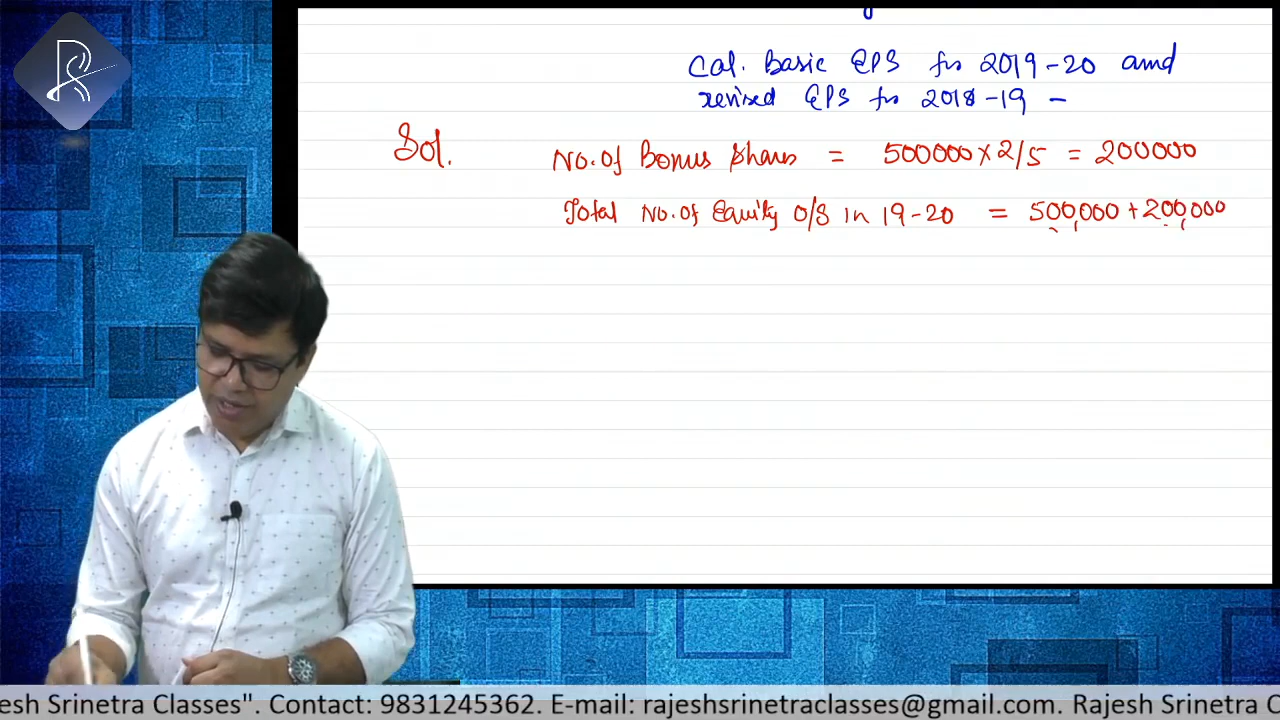 Cal. Basic EPS for 2019-20 and
revised EPS for 2018-19 -
Sol.
No. of Bonus Shares = 500000 x 2/5 = 200000
Total No. of Equity O/S in 19-20 = 500,000 + 200,000
RS
esh Srinetra Classes". Contact: 9831245362. E-mail: rajeshsrinetraclasses@gmail.com. Rajesh Srinetra C